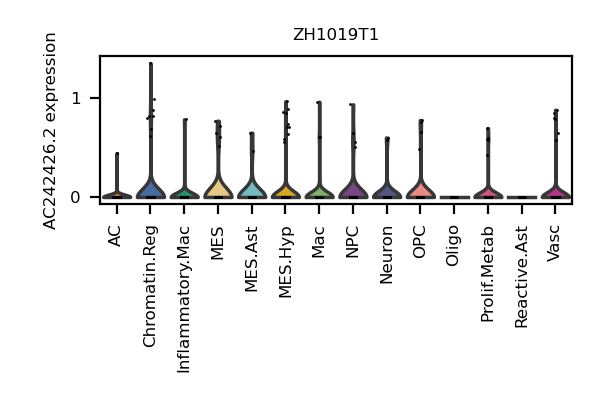 ZH1019T1
AC242426.2 expression
1
0
AC
Chromatin.Reg
Inflammatory.Mac
MES
MES.Ast
MES.Hyp
Mac
NPC
Neuron
OPC
Oligo
Prolif.Metab
Reactive.Ast
Vasc